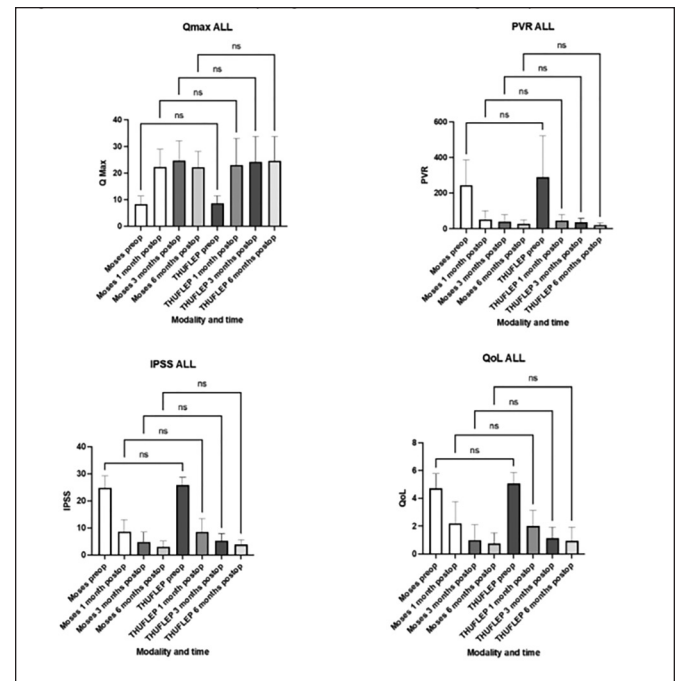 Qmax ALL
ns
ns
ns
ns
40
30
20
10
0
Q Max
Moses preop
Moses 1 month postop
Moses 3 months postop
Moses 6 months postop
THUFLEP preop
THUFLEP 1 month postop
THUFLEP 3 months postop
THUFLEP 6 months postop
Modality and time
PVR ALL
ns
ns
ns
ns
600
400
200
0
PVR
Moses preop
Moses 1 month postop
Moses 3 months postop
Moses 6 months postop
THUFLEP preop
THUFLEP 1 month postop
THUFLEP 3 months postop
THUFLEP 6 months postop
Modality and time
IPSS ALL
ns
ns
ns
ns
40
30
20
10
0
IPSS
Moses preop
Moses 1 month postop
Moses 3 months postop
Moses 6 months postop
THUFLEP preop
THUFLEP 1 month postop
THUFLEP 3 months postop
THUFLEP 6 months postop
Modality and time
QoL ALL
ns
ns
ns
ns
8
6
4
2
0
QoL
Moses preop
Moses 1 month postop
Moses 3 months postop
Moses 6 months postop
THUFLEP preop
THUFLEP 1 month postop
THUFLEP 3 months postop
THUFLEP 6 months postop
Modality and time